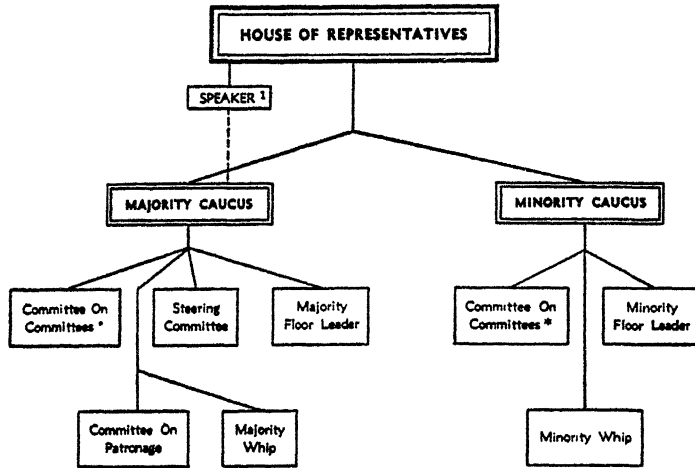 HOUSE OF REPRESENTATIVES
SPEAKER 1
MAJORITY CAUCUS
MINORITY CAUCUS
Committee On
Committees *
Steering
Committee
Majority
Floor Leader
Committee On
Committees *
Minority
Floor Leader
Committee On
Patronage
Majority
Whip
Minority Whip